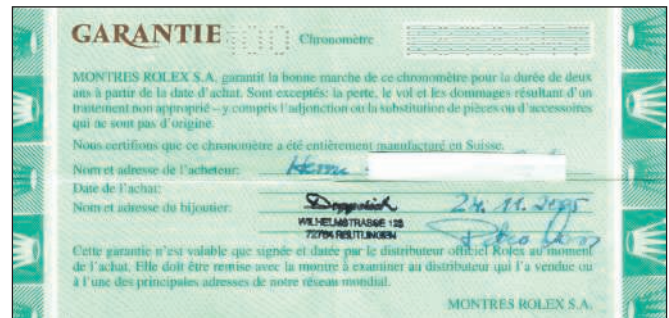 GARANTIE Chronomètre
MONTRES ROLEX S.A. garantit la bonne marche de ce chronomètre pour la durée de deux
ans à partir de la date d'achat. Sont exceptés: la perte, le vol et les dommages résultant d'un
traitement non approprié – y compris l'adjonction ou la substitution de pièces ou d'accessoires
qui ne sont pas d'origine.
Nous certifions que ce chronomètre a été entièrement manufacturé en Suisse.
Nom et adresse de l'acheteur: Herrn
Date de l'achat:
Nom et adresse du bijoutier: Depperich 24. 11. 2005
WILHELMSTRASSE 128
72764 REUTLINGEN
Cette garantie n'est valable que signée et datée par le distributeur officiel Rolex au moment
de l'achat. Elle doit être remise avec la montre à examiner au distributeur qui l'a vendue ou
à l'une des principales adresses de notre réseau mondial.
MONTRES ROLEX S.A.